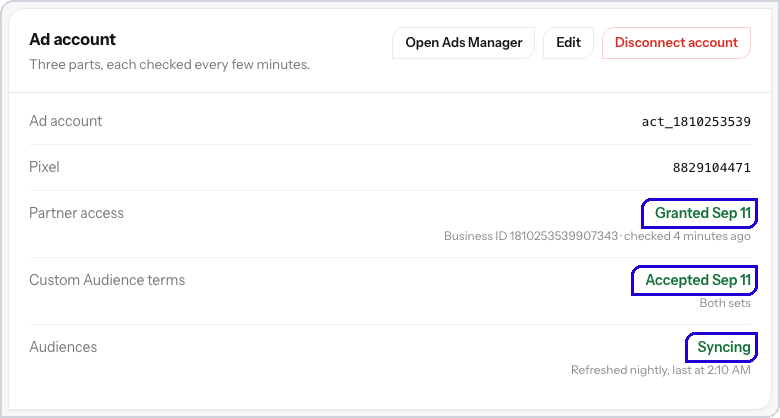 Ad account
Three parts, each checked every few minutes.
Open Ads Manager
Edit
Disconnect account
Ad account
act_1810253539
Pixel
8829104471
Partner access
Granted Sep 11
Business ID 1810253539907343 · checked 4 minutes ago
Custom Audience terms
Accepted Sep 11
Both sets
Audiences
Syncing
Refreshed nightly, last at 2:10 AM